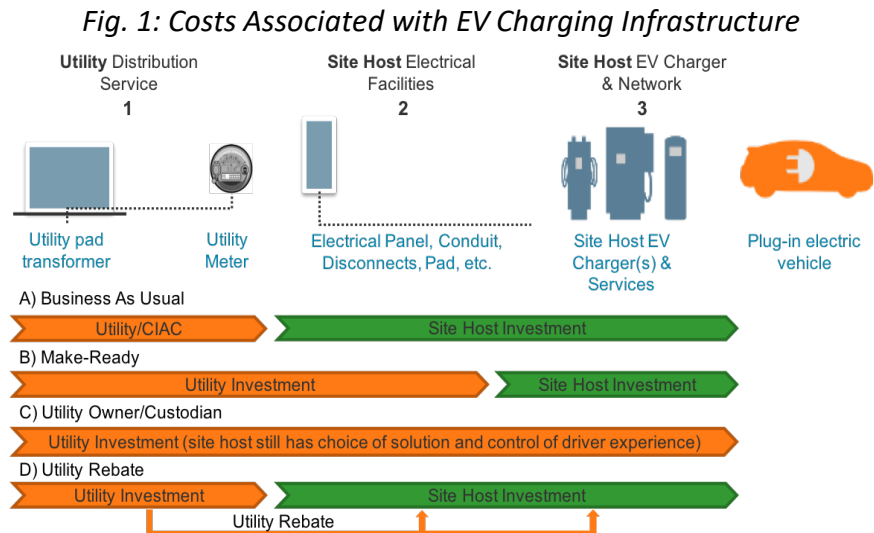 Fig. 1: Costs Associated with EV Charging Infrastructure
Utility Distribution
Service
1
Site Host Electrical
Facilities
2
Site Host EV Charger
& Network
3
Utility pad
transformer
Utility
Meter
Electrical Panel, Conduit,
Disconnects, Pad, etc.
Site Host EV
Charger(s) &
Services
Plug-in electric
vehicle
A) Business As Usual
Utility/CIAC
Site Host Investment
B) Make-Ready
Utility Investment
Site Host Investment
C) Utility Owner/Custodian
Utility Investment (site host still has choice of solution and control of driver experience)
D) Utility Rebate
Utility Investment
Site Host Investment
Utility Rebate